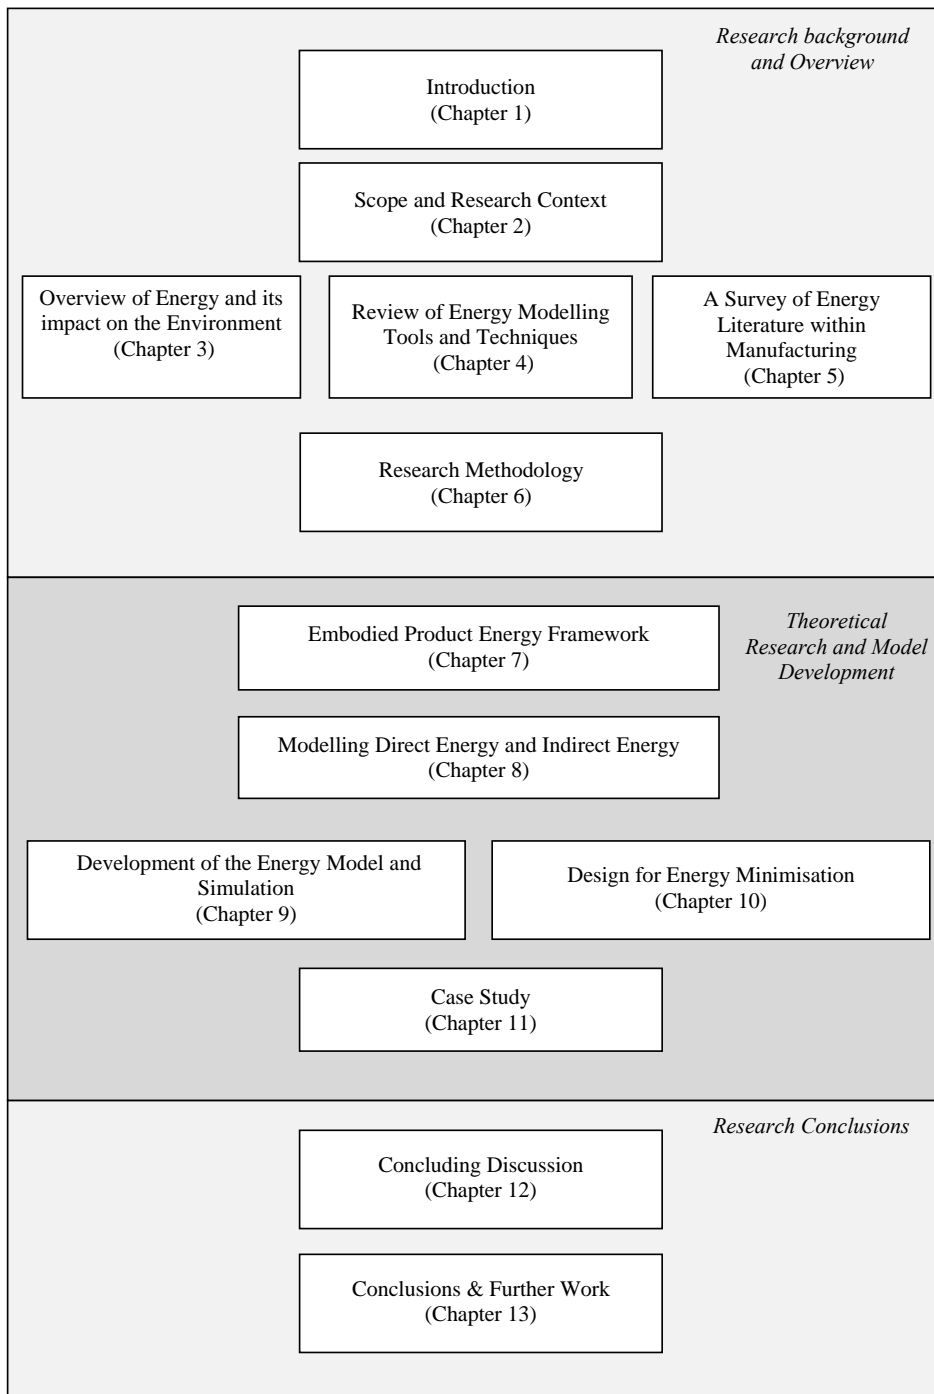 Research background
and Overview
Introduction
(Chapter 1)
Scope and Research Context
(Chapter 2)
Overview of Energy and its
impact on the Environment
(Chapter 3)
Review of Energy Modelling
Tools and Techniques
(Chapter 4)
A Survey of Energy
Literature within
Manufacturing
(Chapter 5)
Research Methodology
(Chapter 6)
Theoretical
Research and Model
Development
Embodied Product Energy Framework
(Chapter 7)
Modelling Direct Energy and Indirect Energy
(Chapter 8)
Development of the Energy Model and
Simulation
(Chapter 9)
Design for Energy Minimisation
(Chapter 10)
Case Study
(Chapter 11)
Research Conclusions
Concluding Discussion
(Chapter 12)
Conclusions & Further Work
(Chapter 13)